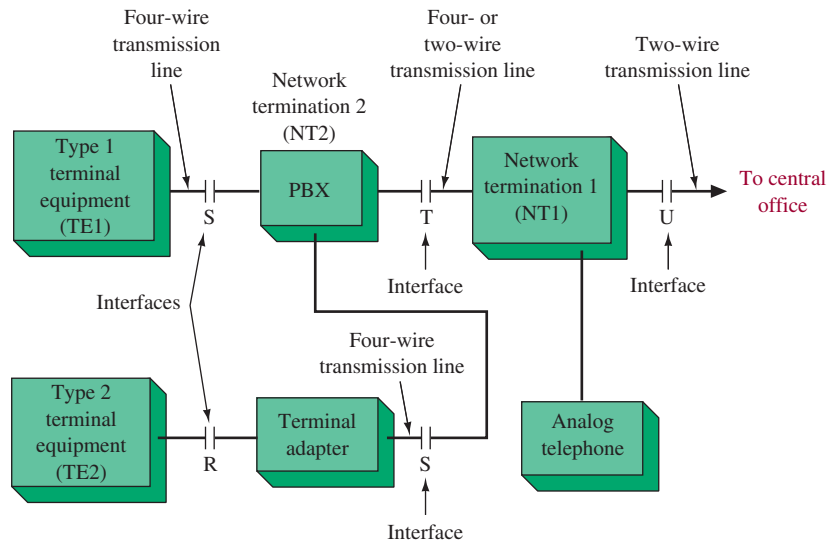 Four-wire
transmission
line
Network
termination 2
(NT2)
Four- or
two-wire
transmission line
Two-wire
transmission line
Type 1
terminal
equipment
(TE1)
S
PBX
T
Network
termination 1
(NT1)
U
To central
office
Interfaces
Interface
Interface
Four-wire
transmission line
Type 2
terminal
equipment
(TE2)
R
Terminal
adapter
S
Analog
telephone
Interface